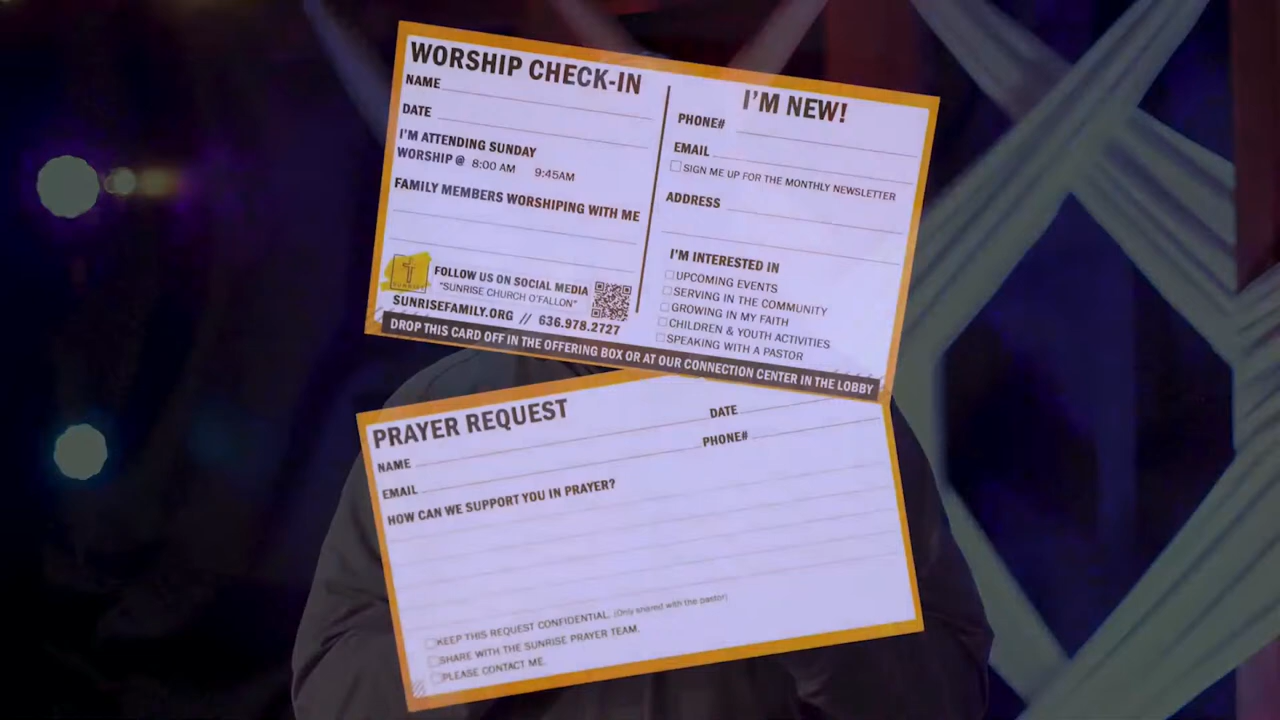 WORSHIP CHECK-IN
NAME
DATE
I'M ATTENDING SUNDAY
WORSHIP @ 8:00 AM 9:45AM
FAMILY MEMBERS WORSHIPING WITH ME
SUNRISE
FOLLOW US ON SOCIAL MEDIA
"SUNRISE CHURCH O'FALLON"
SUNRISEFAMILY.ORG // 636.978.2727
I'M NEW!
PHONE#
EMAIL
SIGN ME UP FOR THE MONTHLY NEWSLETTER
ADDRESS
I'M INTERESTED IN
UPCOMING EVENTS
SERVING IN THE COMMUNITY
GROWING IN MY FAITH
CHILDREN & YOUTH ACTIVITIES
SPEAKING WITH A PASTOR
DROP THIS CARD OFF IN THE OFFERING BOX OR AT OUR CONNECTION CENTER IN THE LOBBY
PRAYER REQUEST
DATE
NAME
PHONE#
EMAIL
HOW CAN WE SUPPORT YOU IN PRAYER?
KEEP THIS REQUEST CONFIDENTIAL. (Only shared with the pastor)
SHARE WITH THE SUNRISE PRAYER TEAM.
PLEASE CONTACT ME.